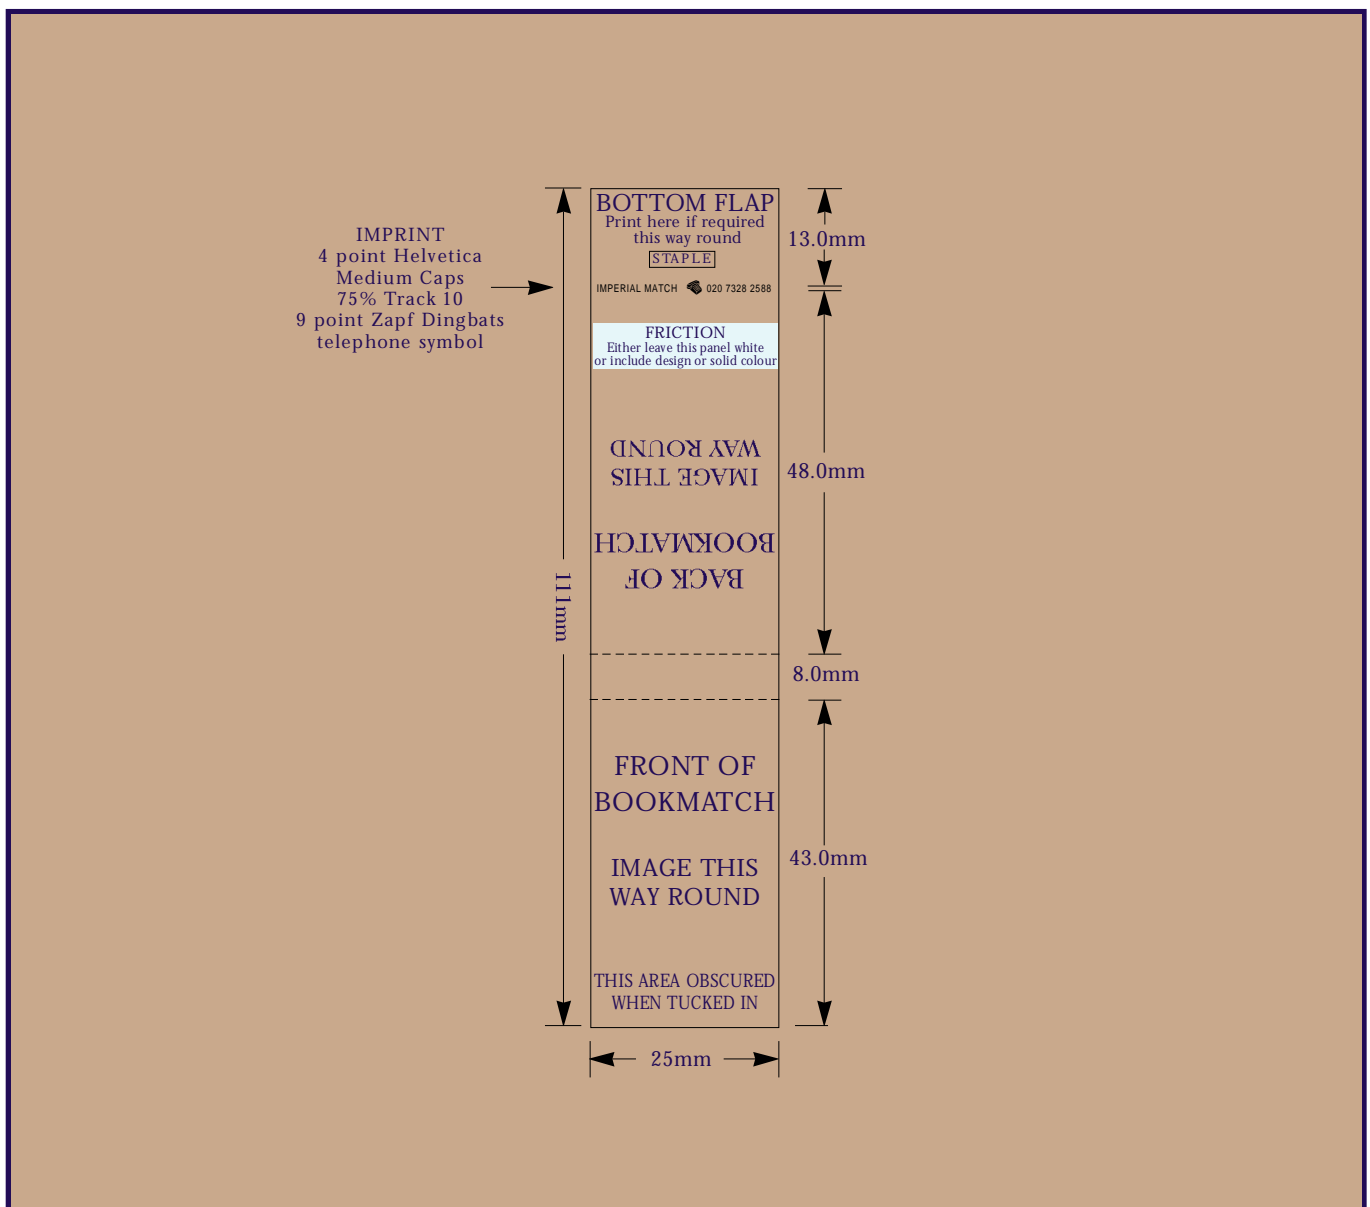 BOTTOM FLAP
Print here if required
this way round
STAPLE
IMPERIAL MATCH 020 7328 2588
IMPRINT
4 point Helvetica
Medium Caps
75% Track 10
9 point Zapf Dingbats
telephone symbol
13.0mm
FRICTION
Either leave this panel white
or include design or solid colour
BACK OF
BOOKMATCH
IMAGE THIS
WAY ROUND
48.0mm
111mm
8.0mm
FRONT OF
BOOKMATCH
IMAGE THIS
WAY ROUND
43.0mm
THIS AREA OBSCURED
WHEN TUCKED IN
25mm